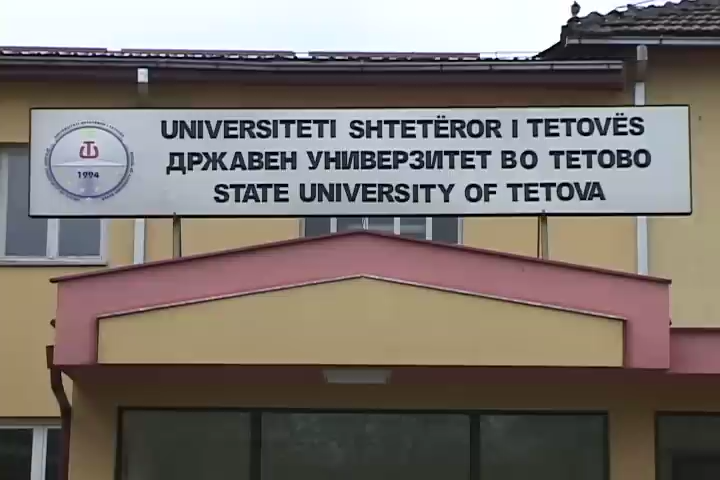 UNIVERSITETI SHTETËROR I TETOVËS
ДРЖАВЕН УНИВЕРЗИТЕТ ВО ТЕТОВО
STATE UNIVERSITY OF TETOVA
1994